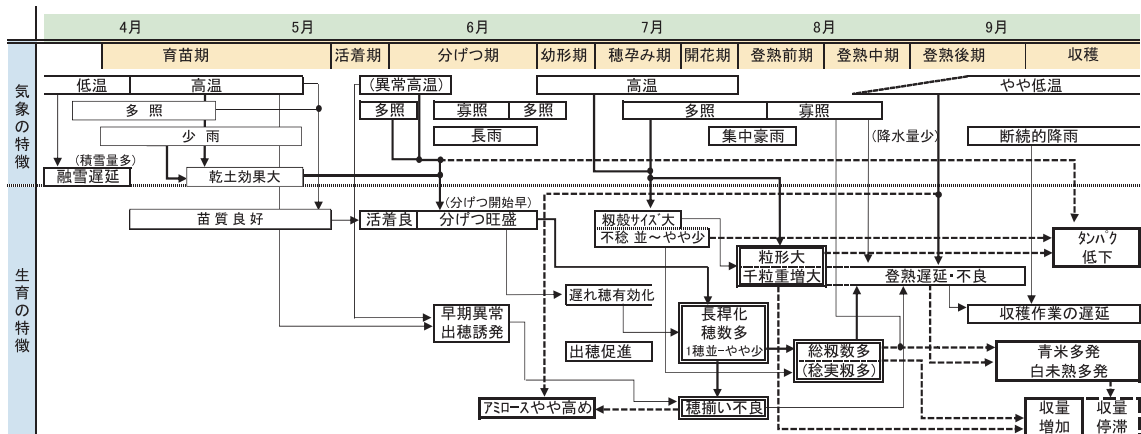 4月 5月 6月 7月 8月 9月
育苗期 活着期 分げつ期 幼形期 穂孕み期 開花期 登熟前期 登熟中期 登熟後期 収穫
気象の特徴
低温 高温 (異常高温) 高温 やや低温
多照 多照 寡照 多照 多照 寡照
少雨 長雨 集中豪雨 (降水量少) 断続的降雨
(積雪量多)
融雪遅延 乾土効果大
生育の特徴
(分げつ開始早)
苗質良好 活着良 分げつ旺盛 籾殻サイズ大
不稔 並～やや少
タンパク
低下
粒形大
千粒重増大 登熟遅延・不良
遅れ穂有効化
早期異常
出穂誘発
長稈化
穂数多
1穂並-やや少
収穫作業の遅延
出穂促進
総籾数多
(稔実籾多)
青米多発
白未熟多発
アミロースやや高め 穂揃い不良
収量
増加
収量
停滞